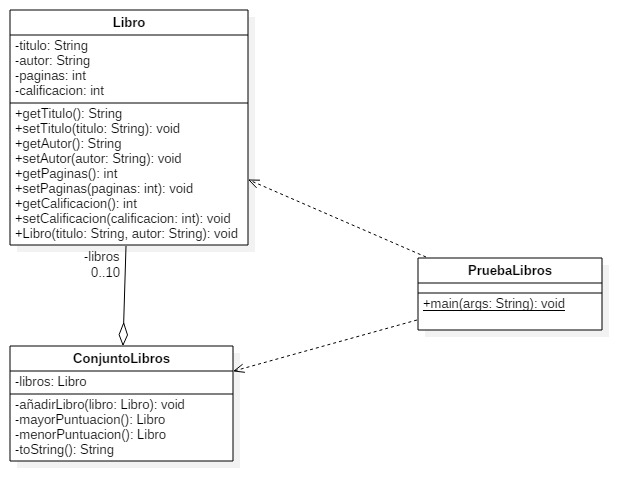 Libro
-titulo: String
-autor: String
-paginas: int
-calificacion: int
+getTitulo(): String
+setTitulo(titulo: String): void
+getAutor(): String
+setAutor(autor: String): void
+getPaginas(): int
+setPaginas(paginas: int): void
+getCalificacion(): int
+setCalificacion(calificacion: int): void
+Libro(titulo: String, autor: String): void
-libros
0..10
PruebaLibros
+main(args: String): void
ConjuntoLibros
-libros: Libro
-añadirLibro(libro: Libro): void
-mayorPuntuacion(): Libro
-menorPuntuacion(): Libro
-toString(): String